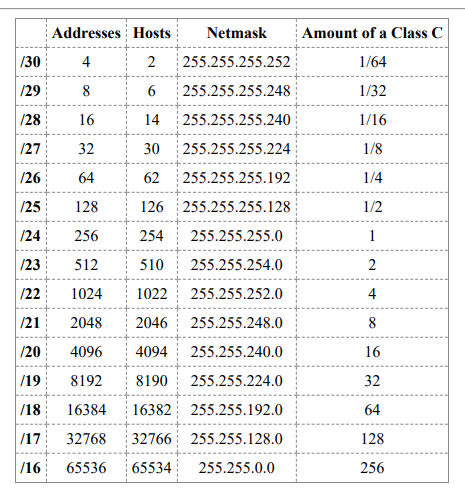 Addresses Hosts Netmask Amount of a Class C
/30 4 2 255.255.255.252 1/64
/29 8 6 255.255.255.248 1/32
/28 16 14 255.255.255.240 1/16
/27 32 30 255.255.255.224 1/8
/26 64 62 255.255.255.192 1/4
/25 128 126 255.255.255.128 1/2
/24 256 254 255.255.255.0 1
/23 512 510 255.255.254.0 2
/22 1024 1022 255.255.252.0 4
/21 2048 2046 255.255.248.0 8
/20 4096 4094 255.255.240.0 16
/19 8192 8190 255.255.224.0 32
/18 16384 16382 255.255.192.0 64
/17 32768 32766 255.255.128.0 128
/16 65536 65534 255.255.0.0 256